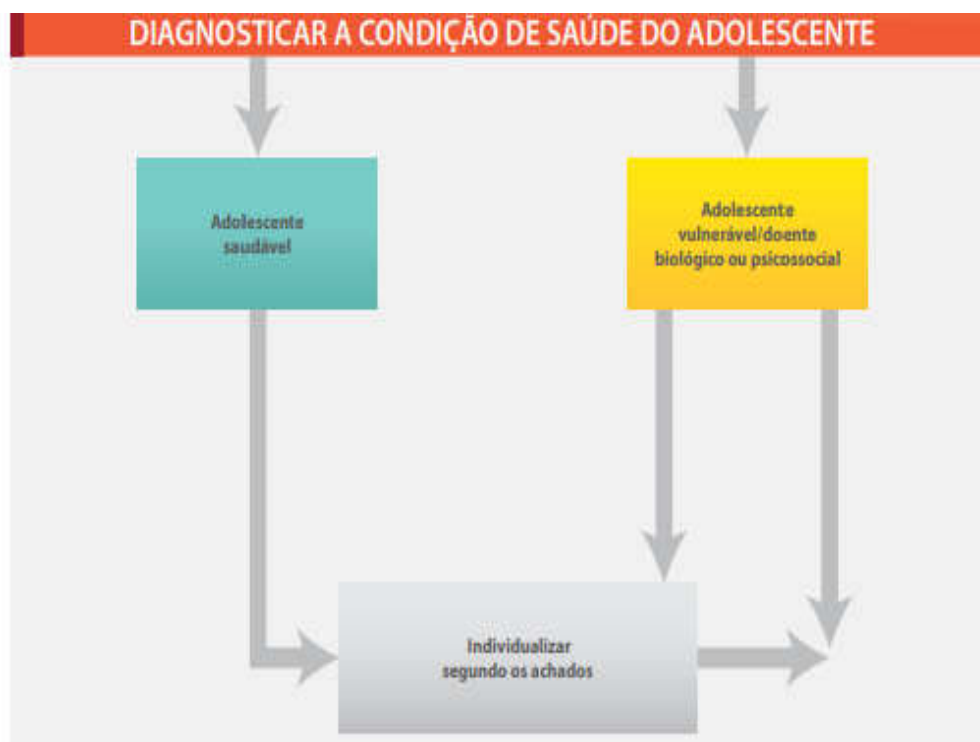 DIAGNOSTICAR A CONDIÇÃO DE SAÚDE DO ADOLESCENTE
Adolescente
saudável
Adolescente
vulnerável/doente
biológico ou psicossocial
Individualizar
segundo os achados